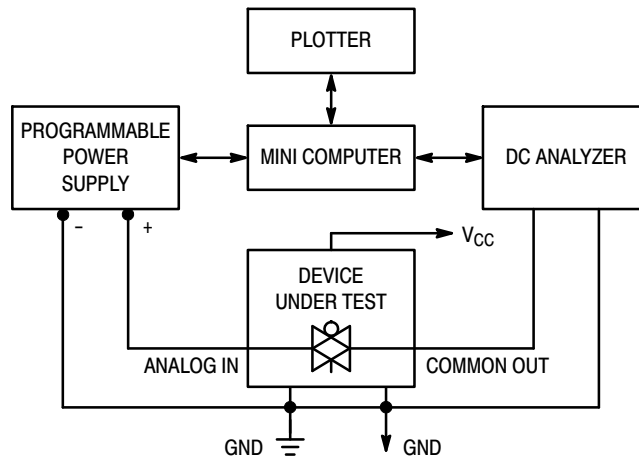 PLOTTER
PROGRAMMABLE
POWER
SUPPLY
MINI COMPUTER
DC ANALYZER
–
+
VCC
DEVICE
UNDER TEST
ANALOG IN
COMMON OUT
GND
GND